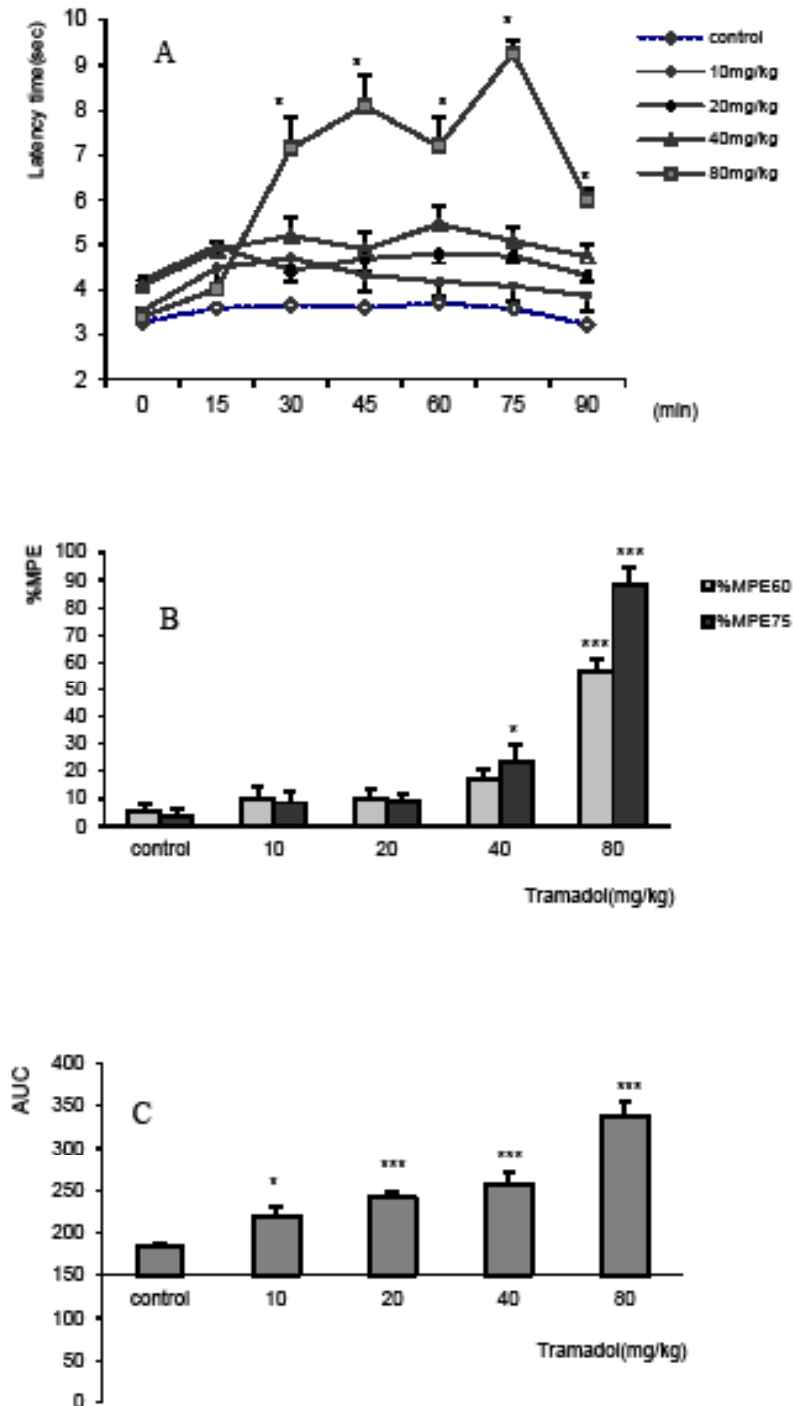 A
Latency time(sec)
10
9
8
7
6
5
4
3
2
* * * * *
0 15 30 45 60 75 90 (min)
control
10mg/kg
20mg/kg
40mg/kg
80mg/kg
B
%MPE
100
90
80
70
60
50
40
30
20
10
0
* *** ***
control 10 20 40 80
Tramadol(mg/kg)
%MPE60
%MPE75
C
AUC
400
350
300
250
200
150
100
50
0
* *** *** ***
control 10 20 40 80
Tramadol(mg/kg)